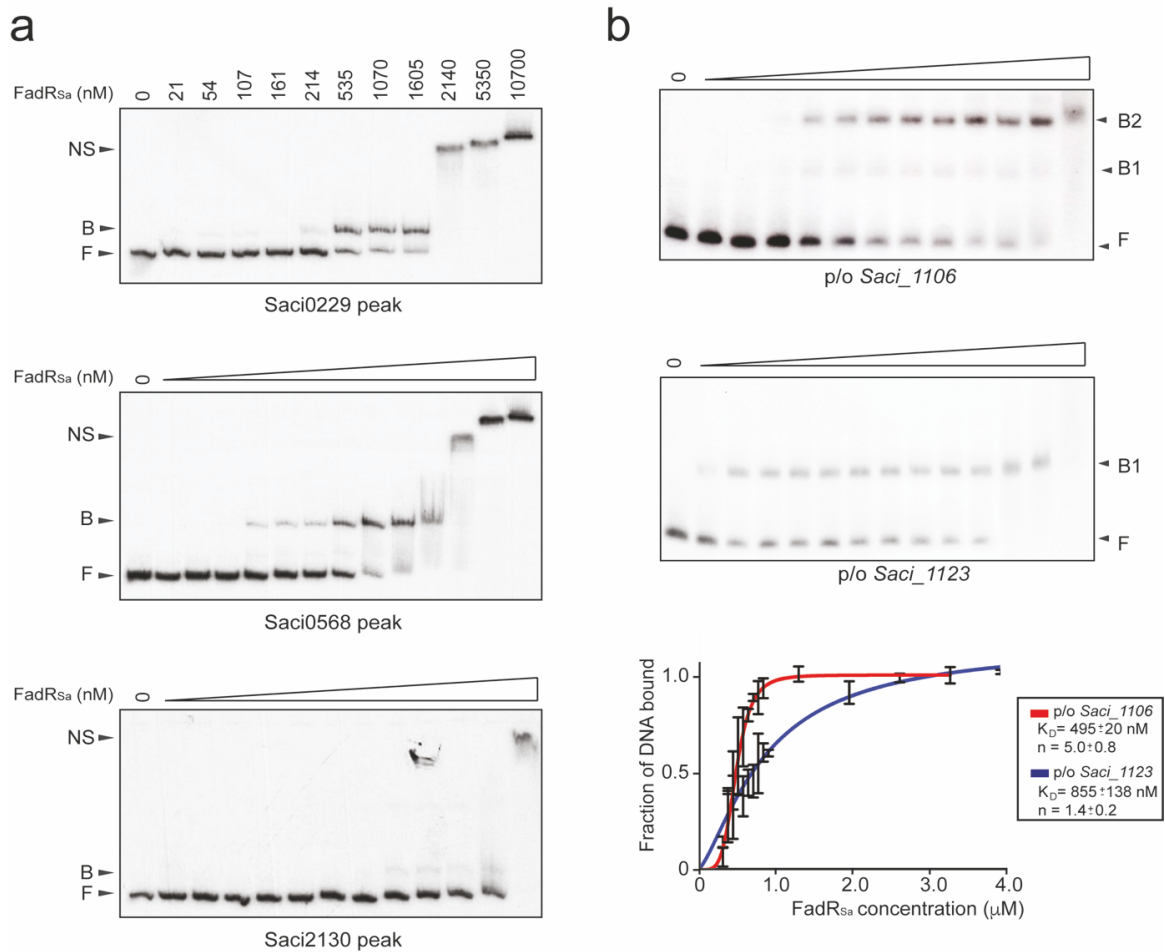 a
FadRSa (nM)
0 21 54 107 161 214 535 1070 1605 2140 5350 10700
NS
B
F
Saci0229 peak
FadRSa (nM)
0
NS
B
F
Saci0568 peak
FadRSa (nM)
0
NS
B
F
Saci2130 peak
b
0
B2
B1
F
p/o Saci_1106
0
B1
F
p/o Saci_1123
Fraction of DNA bound
1.0
0.5
0
0 1.0 2.0 3.0 4.0
FadRSa concentration (μM)
p/o Saci_1106
KD= 495±20 nM
n = 5.0±0.8
p/o Saci_1123
KD= 855±138 nM
n = 1.4±0.2